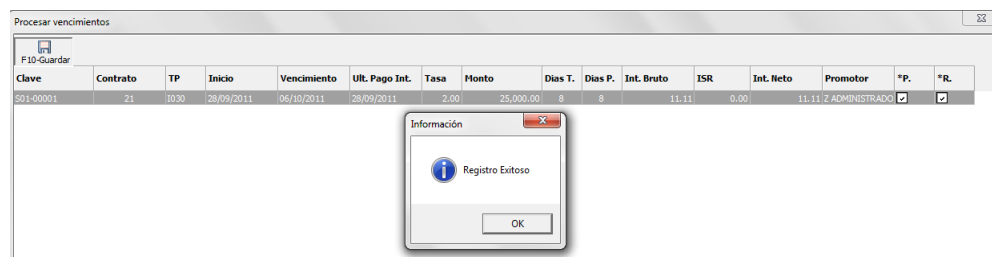 Procesar vencimientos
F10-Guardar
Clave Contrato TP Inicio Vencimiento Ult. Pago Int. Tasa Monto Dias T. Dias P. Int. Bruto ISR Int. Neto Promotor *P. *R.
S01-00001 21 I030 28/09/2011 06/10/2011 28/09/2011 2.00 25,000.00 8 8 11.11 0.00 11.11 Z ADMINISTRADO
Información
Registro Exitoso
OK